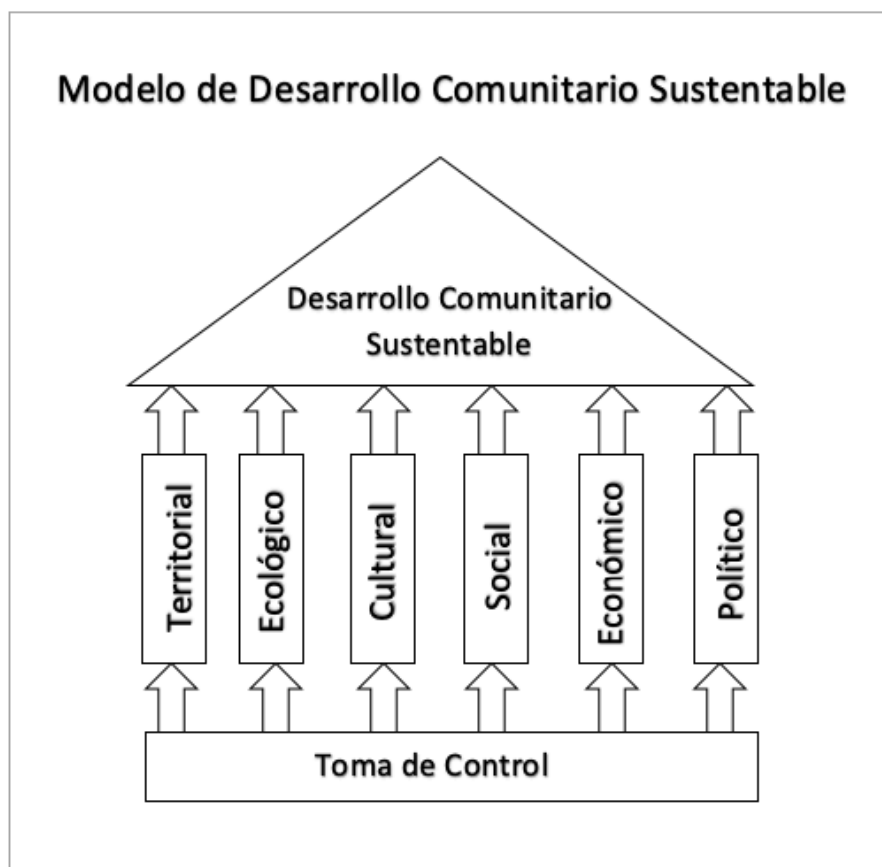 Modelo de Desarrollo Comunitario Sustentable
Desarrollo Comunitario
Sustentable
Territorial
Ecológico
Cultural
Social
Económico
Político
Toma de Control